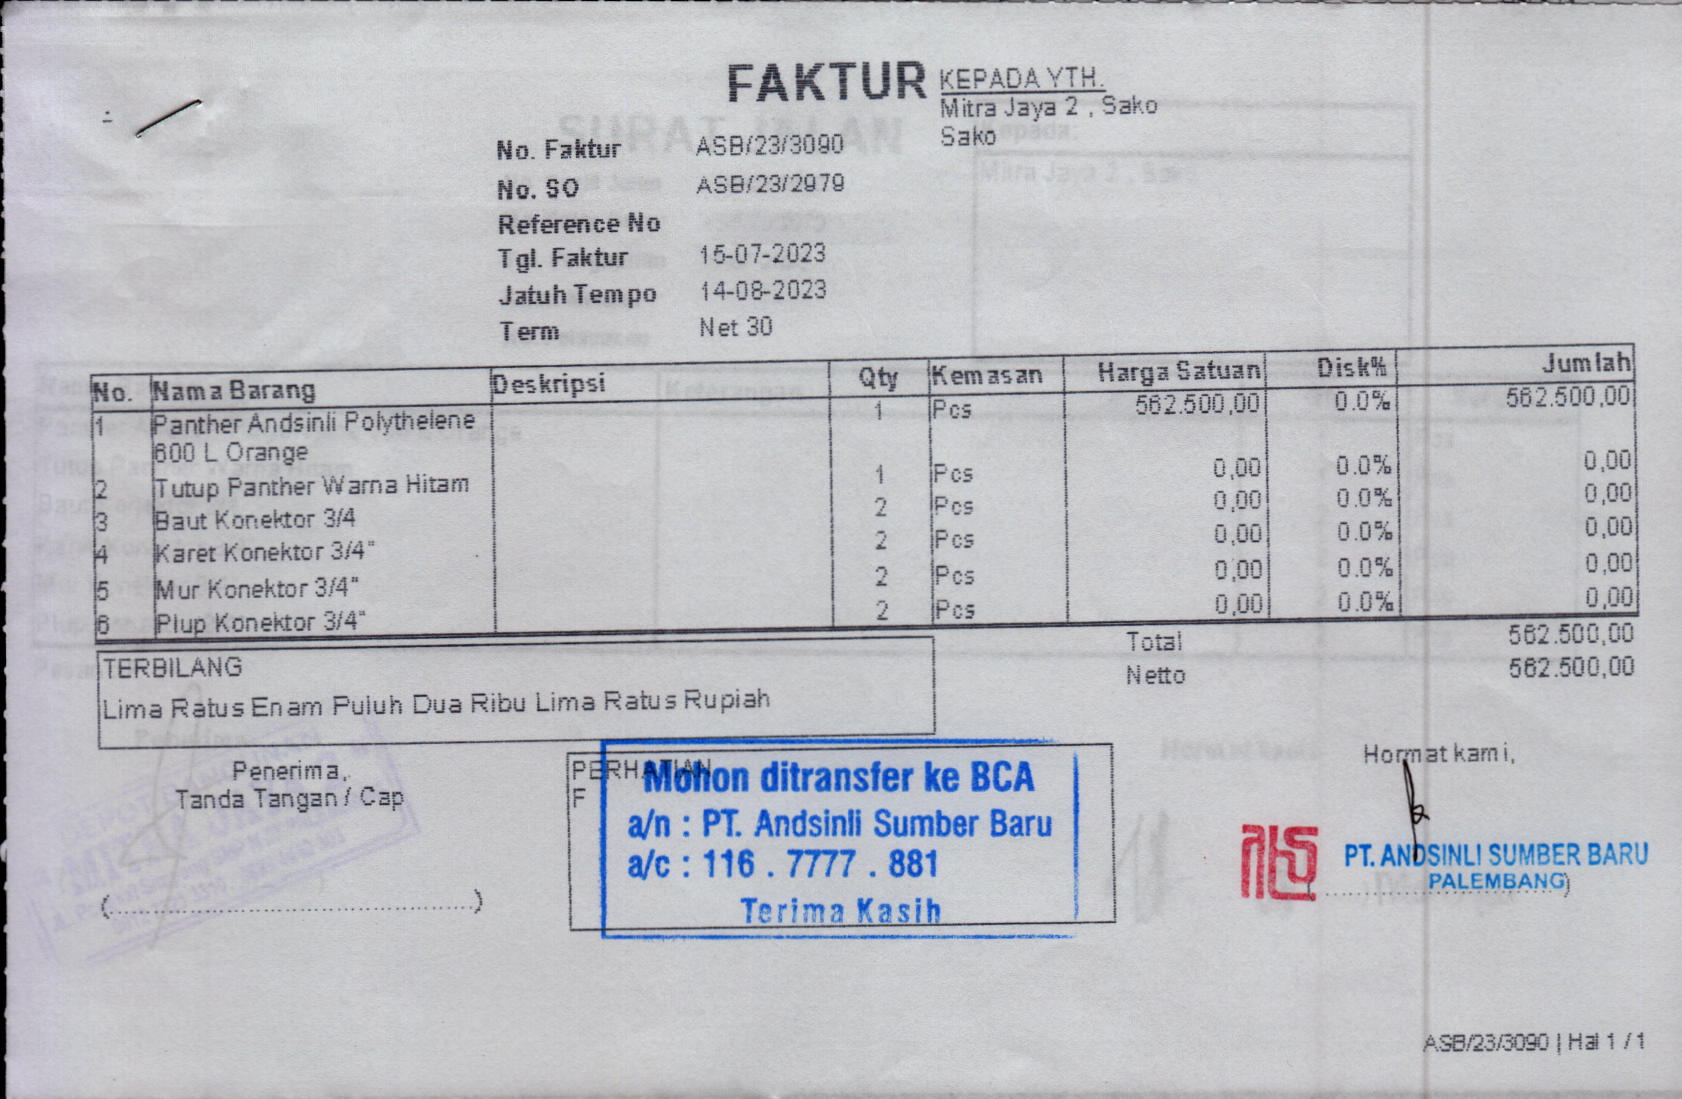 FAKTUR
KEPADA YTH.
Mitra Jaya 2 , Sako
Sako
No. Faktur ASB/23/3090
No. SO ASB/23/2979
Reference No
Tgl. Faktur 15-07-2023
Jatuh Tempo 14-08-2023
Term Net 30
No. Nama Barang Deskripsi Qty Kemasan Harga Satuan Disk% Jumlah
1 Panther Andsinli Polythelene 1 Pcs 562.500,00 0.0% 562.500,00
600 L Orange
2 Tutup Panther Warna Hitam 1 Pcs 0,00 0.0% 0,00
3 Baut Konektor 3/4 2 Pcs 0,00 0.0% 0,00
4 Karet Konektor 3/4" 2 Pcs 0,00 0.0% 0,00
5 Mur Konektor 3/4" 2 Pcs 0,00 0.0% 0,00
6 Plup Konektor 3/4" 2 Pcs 0,00 0.0% 0,00
Total 562.500,00
Netto 562.500,00
TERBILANG
Lima Ratus Enam Puluh Dua Ribu Lima Ratus Rupiah
Penerima,
Tanda Tangan / Cap
(..............................)
PERHATIAN
F
Mohon ditransfer ke BCA
a/n : PT. Andsinli Sumber Baru
a/c : 116 . 7777 . 881
Terima Kasih
Hormat kami,
PT. ANDSINLI SUMBER BARU
PALEMBANG
ASB/23/3090 | Hal 1 / 1